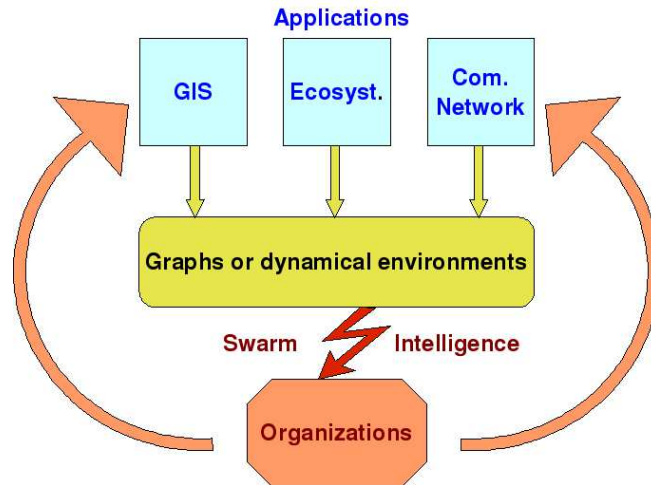 Applications
GIS
Ecosyst.
Com.
Network
Graphs or dynamical environments
Swarm Intelligence
Organizations